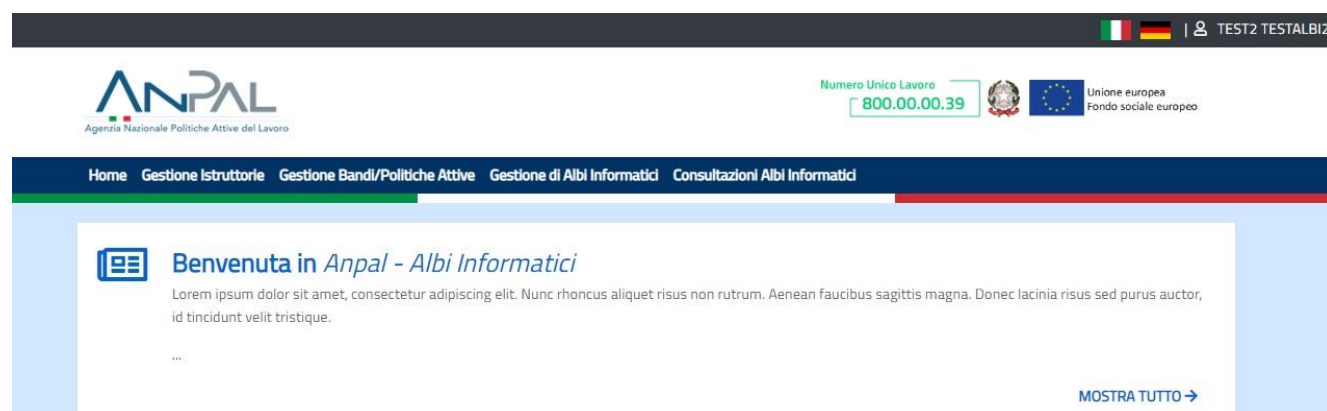 TEST2 TESTALBI2
ANPAL
Agenzia Nazionale Politiche Attive del Lavoro
Numero Unico Lavoro
800.00.00.39
Unione europea
Fondo sociale europeo
Home Gestione Istruttorie Gestione Bandi/Politiche Attive Gestione di Albi Informatici Consultazioni Albi Informatici
Benvenuta in Anpal - Albi Informatici
Lorem ipsum dolor sit amet, consectetur adipiscing elit. Nunc rhoncus aliquet risus non rutrum. Aenean faucibus sagittis magna. Donec lacinia risus sed purus auctor,
id tincidunt velit tristique.
...
MOSTRA TUTTO →